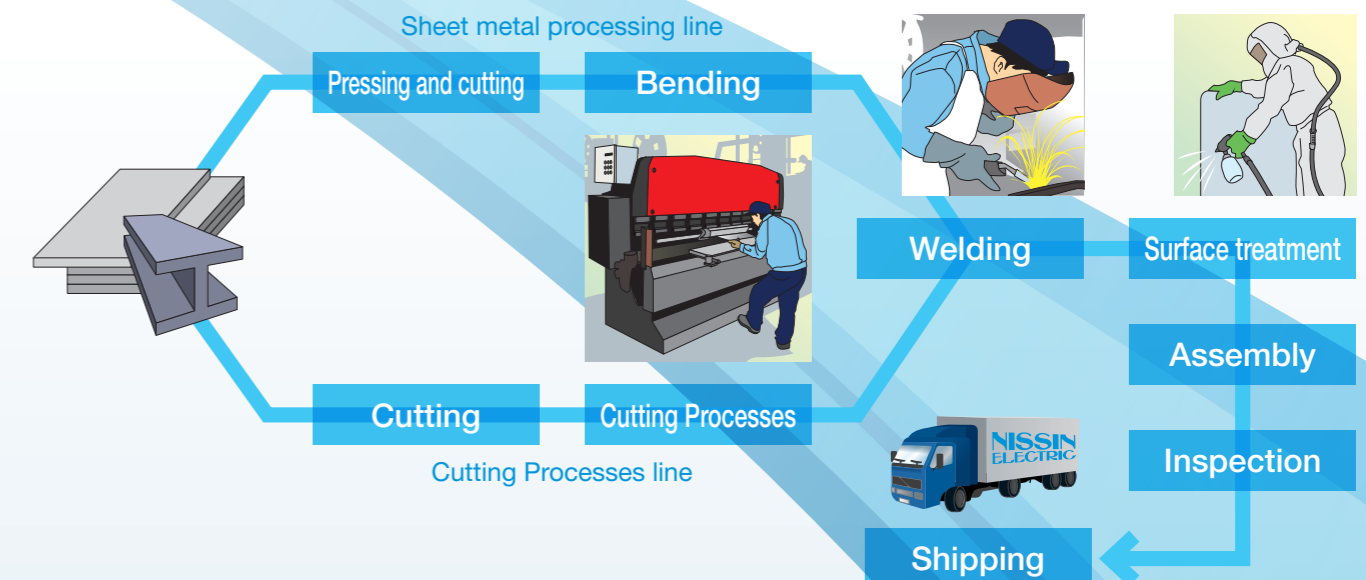 Sheet metal processing line
Pressing and cutting
Bending
Welding
Surface treatment
Assembly
Cutting
Cutting Processes
Cutting Processes line
NISSIN
ELECTRIC
Inspection
Shipping